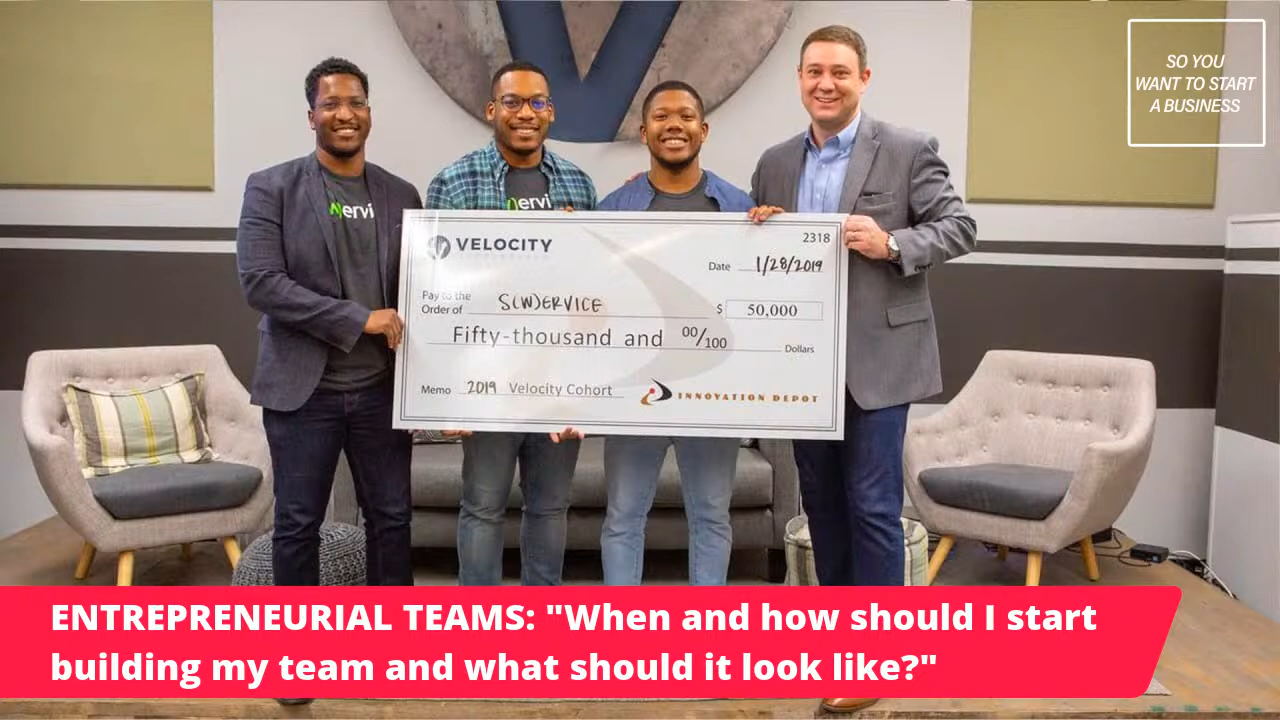 SO YOU
WANT TO START
A BUSINESS
ervi
ervi
VELOCITY
2318
Date 1/28/2019
Pay to the
Order of S(W)ERVICE $ 50,000
Fifty-thousand and 00/100 Dollars
Memo 2019 Velocity Cohort
INNOVATION DEPOT
ENTREPRENEURIAL TEAMS: "When and how should I start
building my team and what should it look like?"